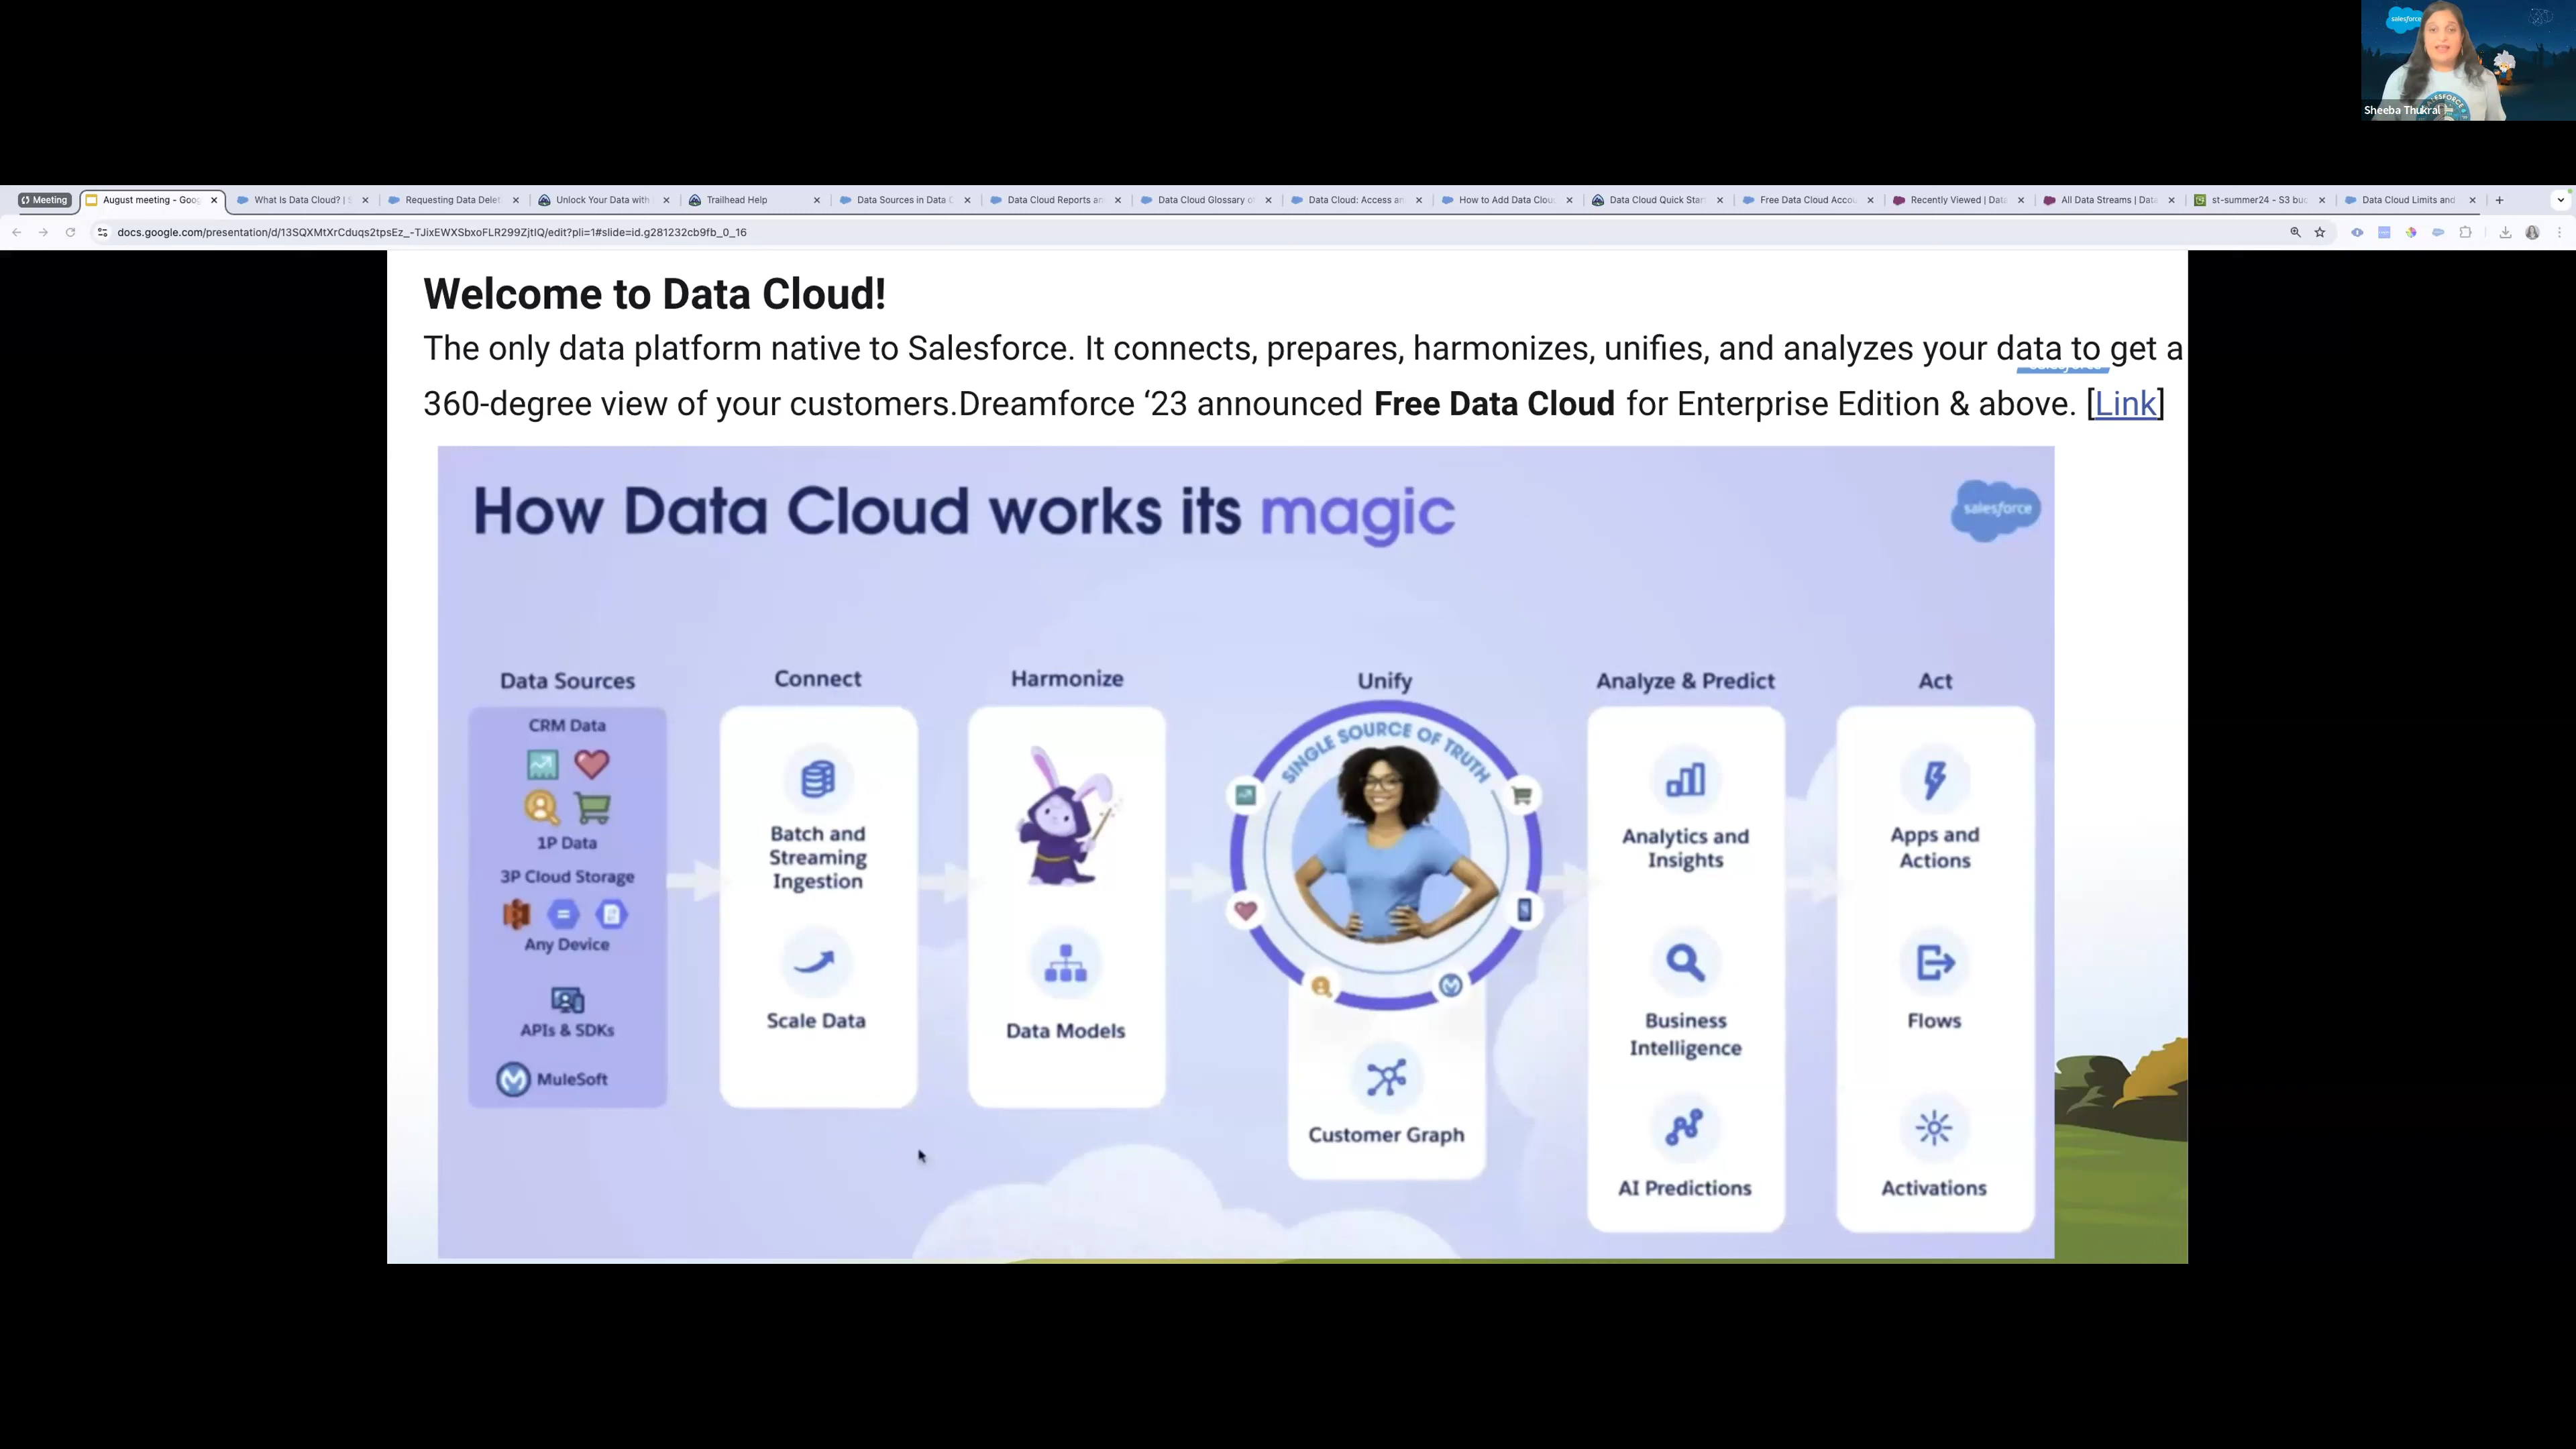 salesforce
Sheeba Thukral
Meeting
August meeting - Goog
What Is Data Cloud? |
Requesting Data Delet
Unlock Your Data with
Trailhead Help
Data Sources in Data C
Data Cloud Reports an
Data Cloud Glossary of
Data Cloud: Access an
How to Add Data Clou
Data Cloud Quick Star
Free Data Cloud Accou
Recently Viewed | Data
All Data Streams | Data
st-summer24 - S3 buc
Data Cloud Limits and
docs.google.com/presentation/d/13SQXMtXrCduqs2tpsEz_-TJixEWXSbxoFLR299ZjtIQ/edit?pli=1#slide=id.g281232cb9fb_0_16
Welcome to Data Cloud!
The only data platform native to Salesforce. It connects, prepares, harmonizes, unifies, and analyzes your data to get a
360-degree view of your customers.Dreamforce ‘23 announced Free Data Cloud for Enterprise Edition & above. [Link]
How Data Cloud works its magic
salesforce
Data Sources
CRM Data
1P Data
3P Cloud Storage
Any Device
APIs & SDKs
MuleSoft
Connect
Batch and
Streaming
Ingestion
Scale Data
Harmonize
Data Models
Unify
SINGLE SOURCE OF TRUTH
Customer Graph
Analyze & Predict
Analytics and
Insights
Business
Intelligence
AI Predictions
Act
Apps and
Actions
Flows
Activations